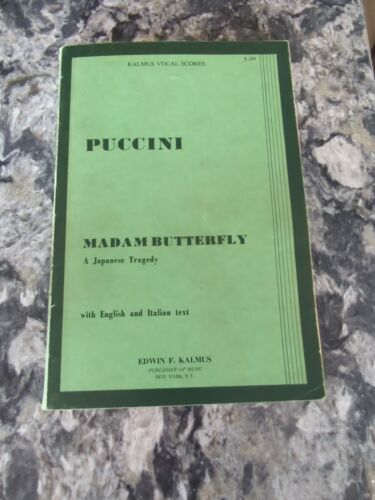 KALMUS VOCAL SCORES
PUCCINI
MADAM BUTTERFLY
A Japanese Tragedy
with English and Italian text
EDWIN F. KALMUS
PUBLISHER OF MUSIC
NEW YORK, N.Y.